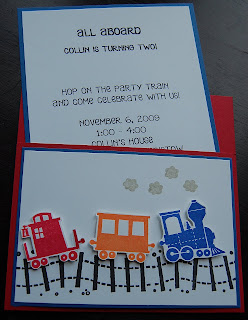 ALL ABOARD
COLLIN IS TURNING TWO!
HOP ON THE PARTY TRAIN
AND COME CELEBRATE WITH US!
NOVEMBER 6, 2009
1:00 - 4:00
COLLIN'S HOUSE